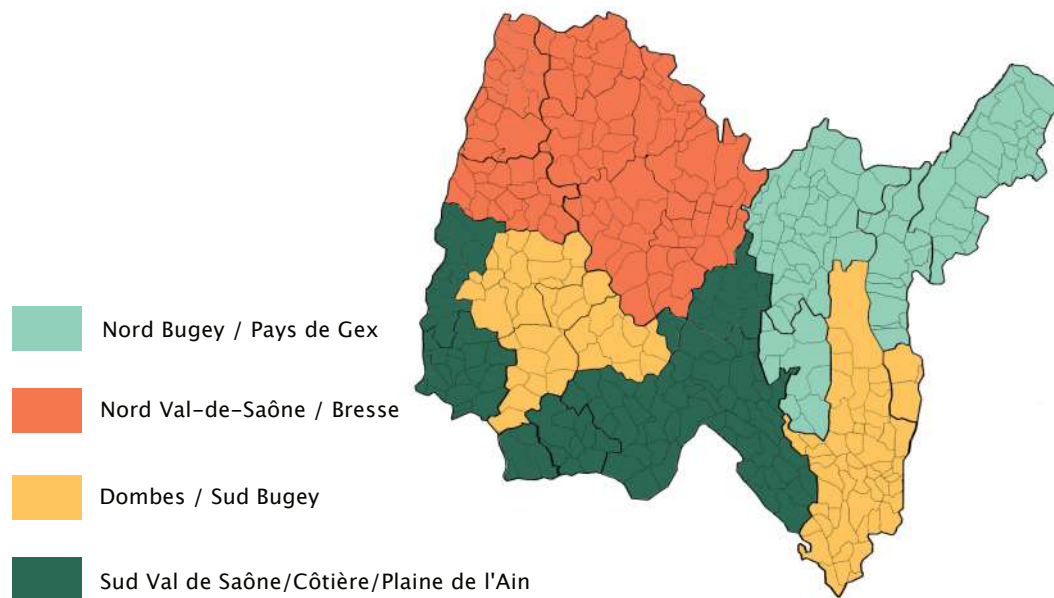 Nord Bugey / Pays de Gex
Nord Val-de-Saône / Bresse
Dombes / Sud Bugey
Sud Val de Saône/Côtière/Plaine de l'Ain